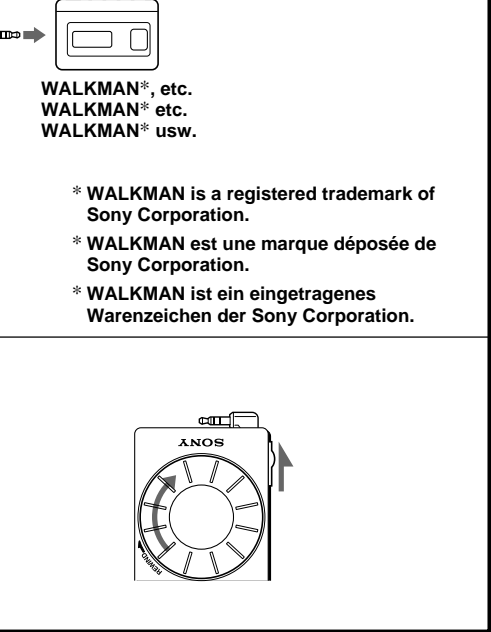 WALKMAN*, etc.
WALKMAN* etc.
WALKMAN* usw.
* WALKMAN is a registered trademark of
Sony Corporation.
* WALKMAN est une marque déposée de
Sony Corporation.
* WALKMAN ist ein eingetragenes
Warenzeichen der Sony Corporation.
SONY
REWIND